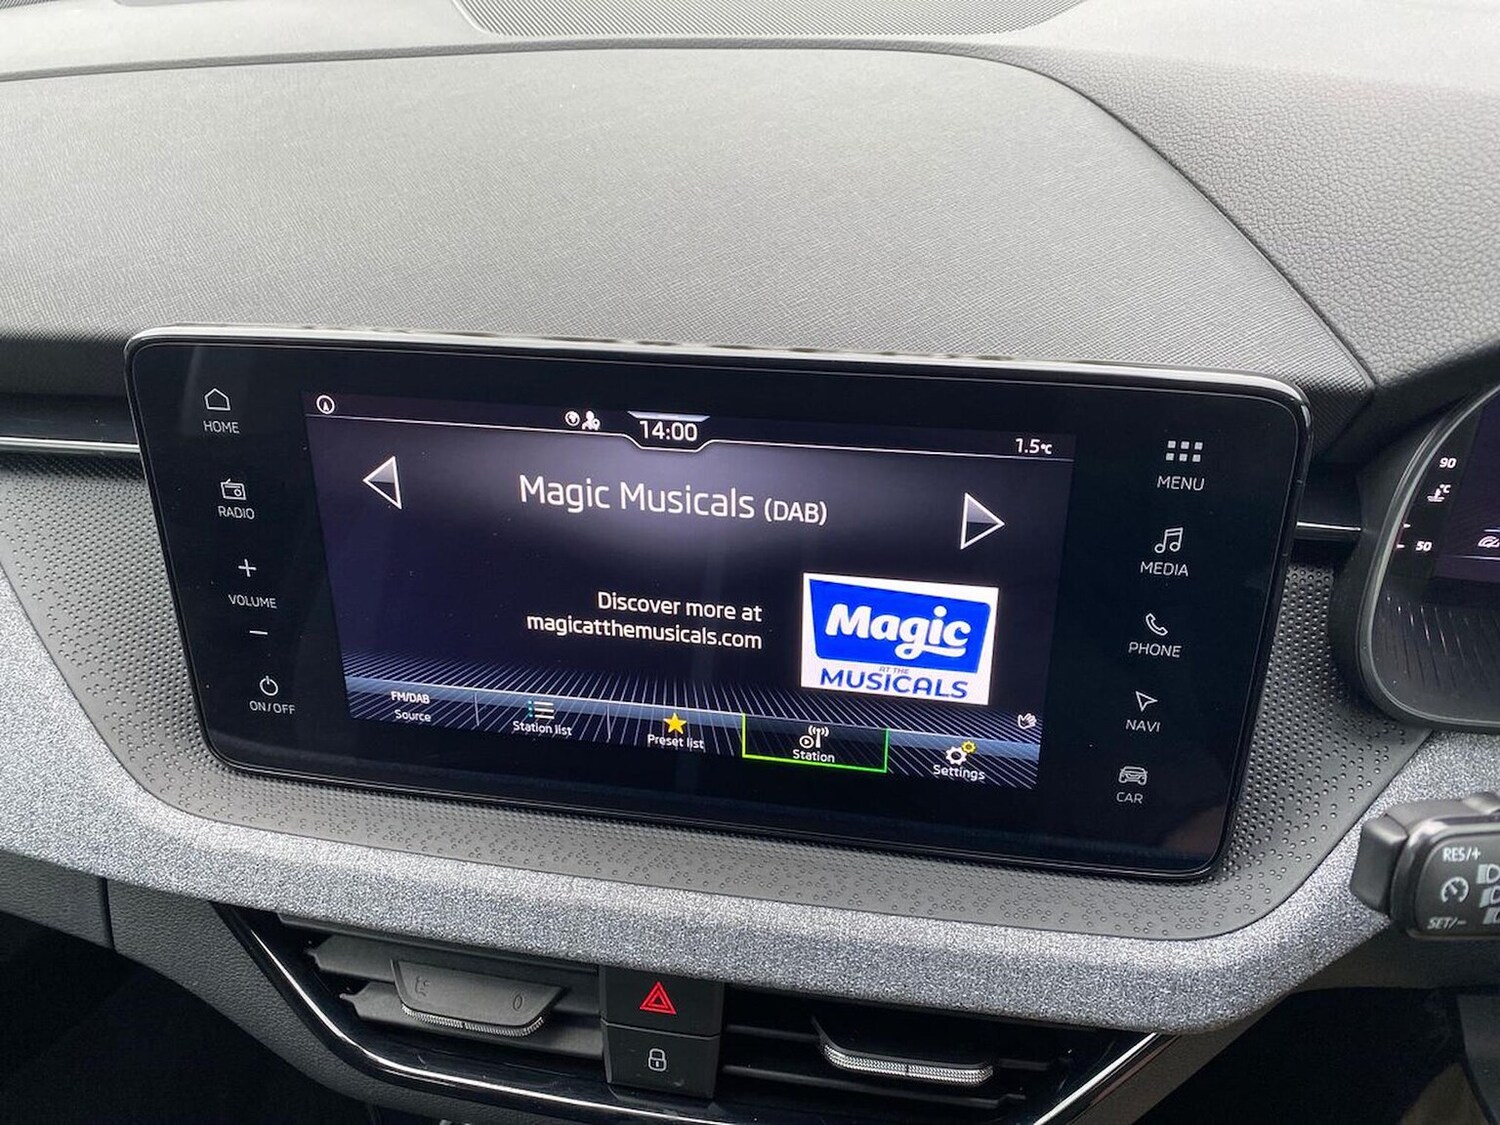 HOME
RADIO
+
VOLUME
−
ON/OFF
14:00
1.5°C
Magic Musicals (DAB)
Discover more at
magicatthemusicals.com
Magic
AT THE
MUSICALS
FM/DAB
Source
Station list
Preset list
Station
Settings
MENU
MEDIA
PHONE
NAVI
CAR
90
°C
50
RES/+
SET/−
0